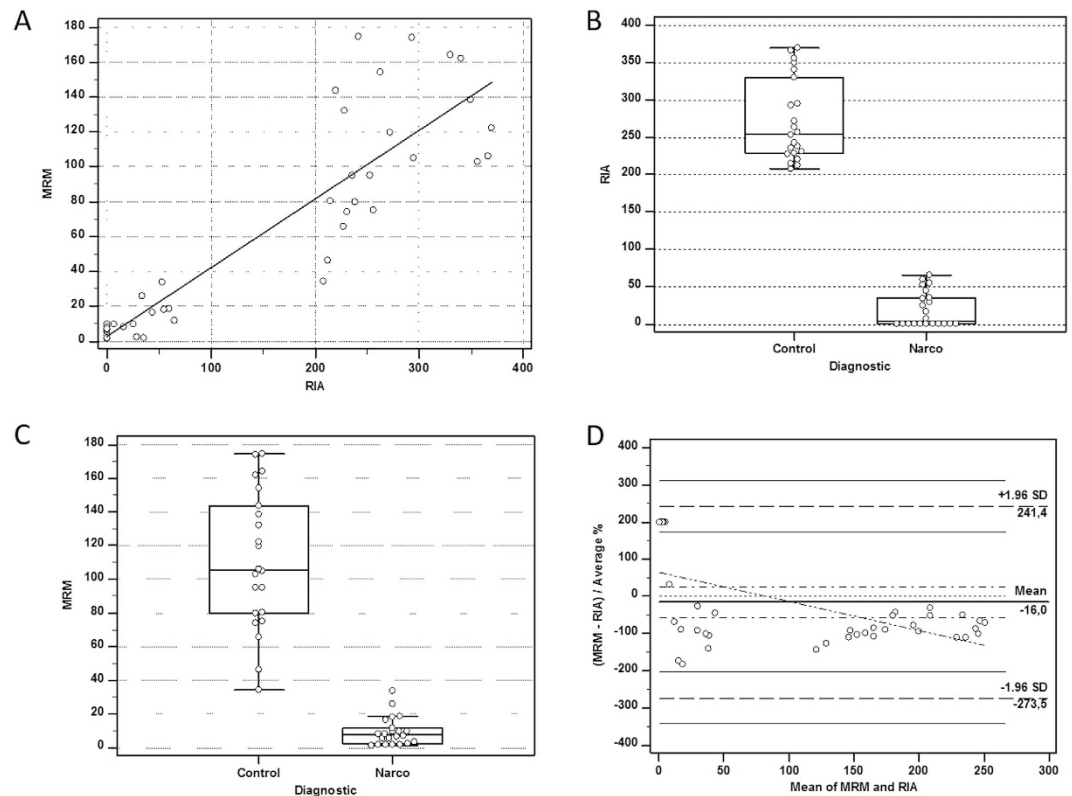 A
180
160
140
120
100
80
60
40
20
0
MRM
0 100 200 300 400
RIA
B
400
350
300
250
200
150
100
50
0
RIA
Control Narco
Diagnostic
C
180
160
140
120
100
80
60
40
20
0
MRM
Control Narco
Diagnostic
D
400
300
200
100
0
-100
-200
-300
-400
(MRM - RIA) / Average %
+1.96 SD
241,4
Mean
-16,0
-1.96 SD
-273,5
0 50 100 150 200 250 300
Mean of MRM and RIA